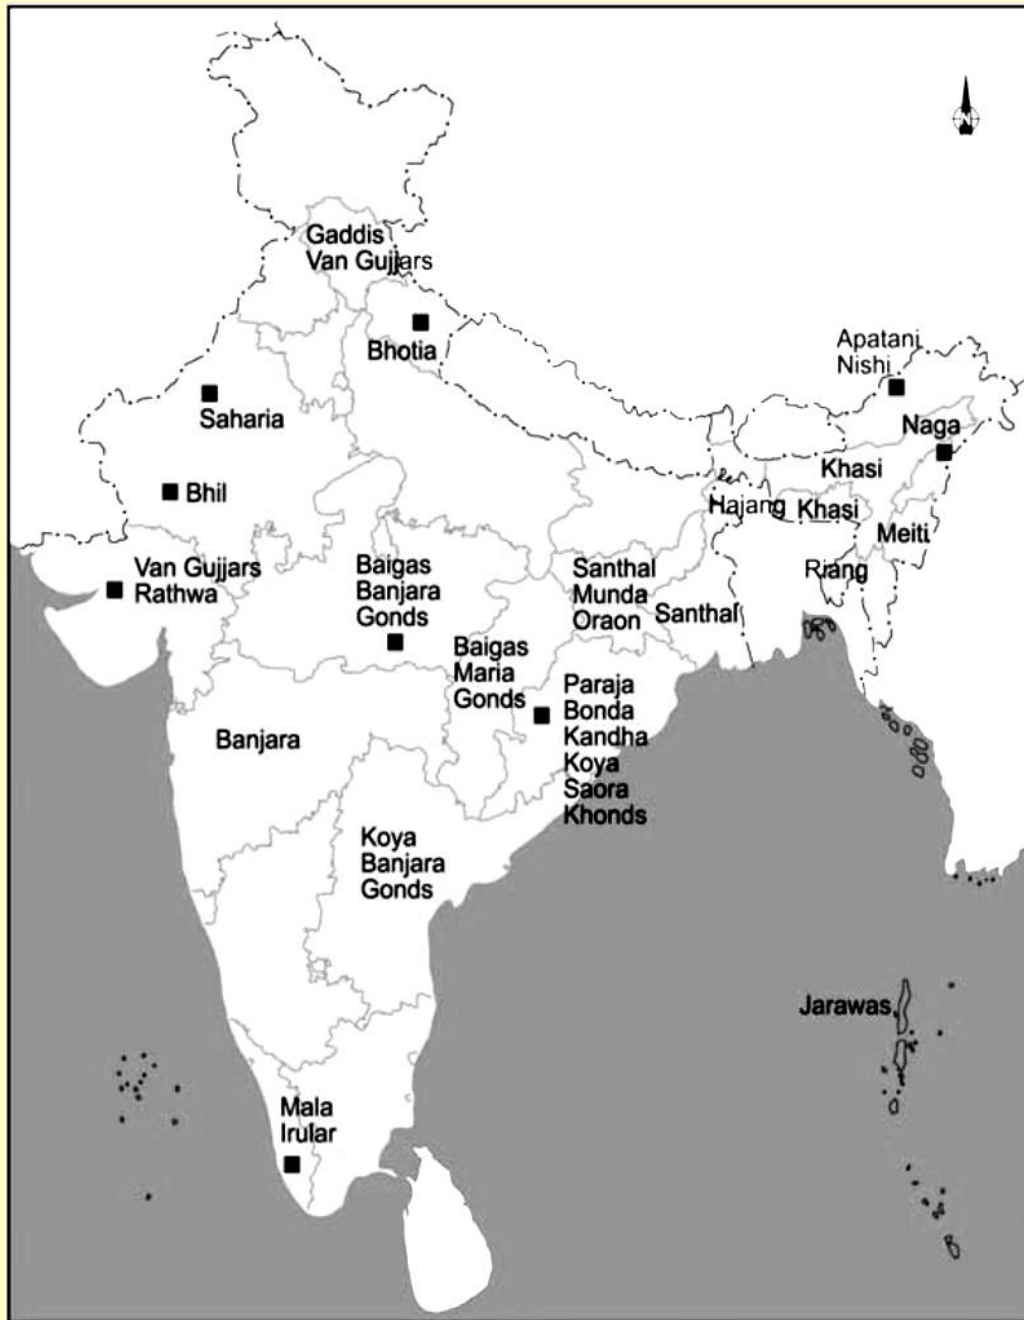 N
Gaddis
Van Gujjars
Bhotia
Apatani
Nishi
Saharia
Naga
Khasi
Bhil
Hajang
Khasi
Meiti
Van Gujjars
Rathwa
Baigas
Banjara
Gonds
Santhal
Munda
Oraon
Riang
Santhal
Baigas
Maria
Gonds
Paraja
Bonda
Kandha
Koya
Saora
Khonds
Banjara
Koya
Banjara
Gonds
Jarawas
Mala
Irular